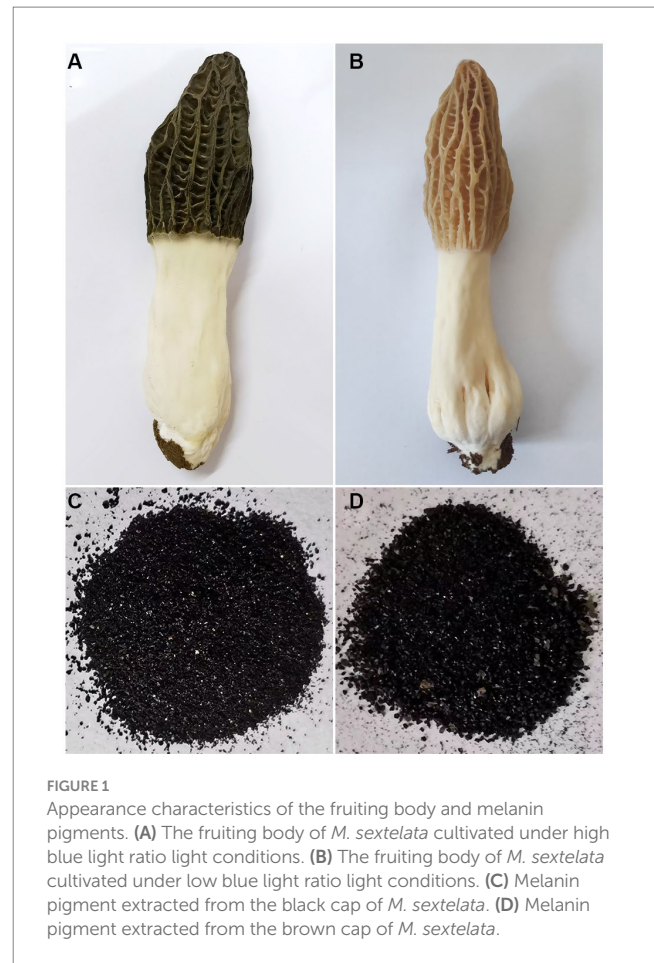 A
B
C
D
FIGURE 1
Appearance characteristics of the fruiting body and melanin
pigments. (A) The fruiting body of M. sextelata cultivated under high
blue light ratio light conditions. (B) The fruiting body of M. sextelata
cultivated under low blue light ratio light conditions. (C) Melanin
pigment extracted from the black cap of M. sextelata. (D) Melanin
pigment extracted from the brown cap of M. sextelata.